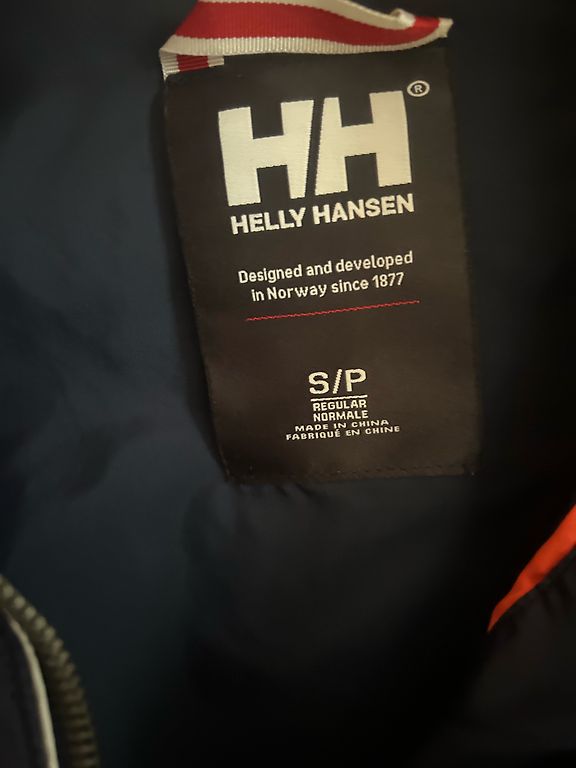 HH®
HELLY HANSEN
Designed and developed
in Norway since 1877
S/P
REGULAR
NORMALE
MADE IN CHINA
FABRIQUÉ EN CHINE